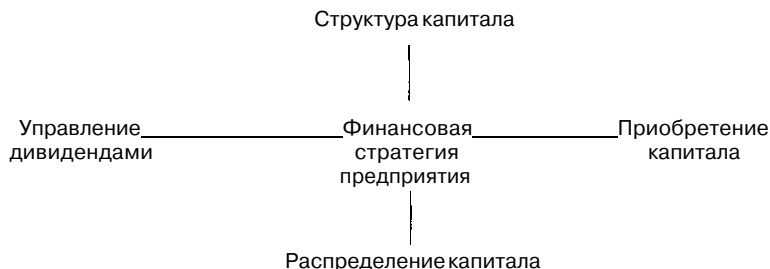 Структура капитала
Управление дивидендами
Финансовая стратегия предприятия
Приобретение капитала
Распределение капитала